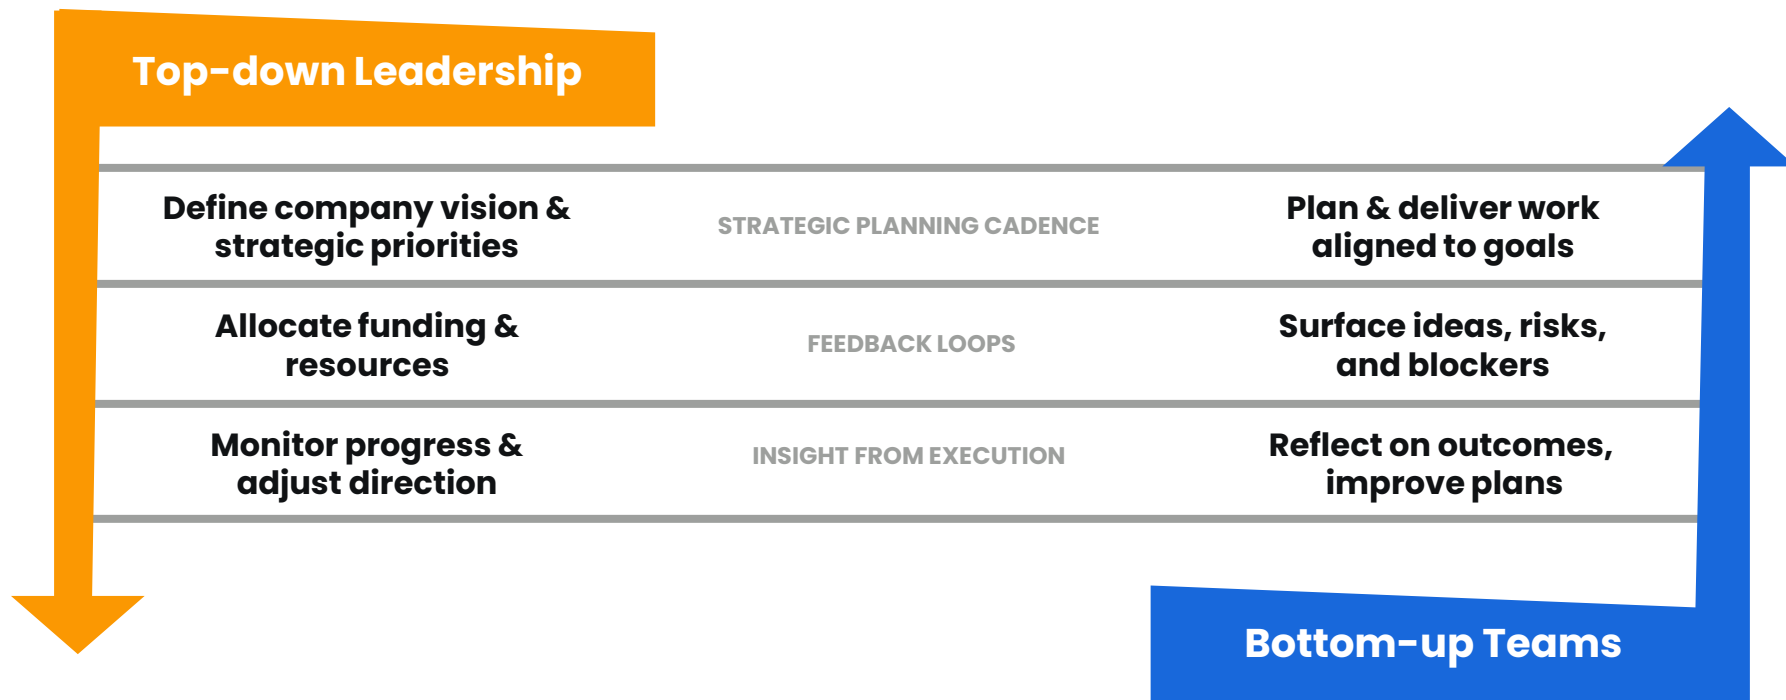 Top-down Leadership
Define company vision &
strategic priorities
STRATEGIC PLANNING CADENCE
Plan & deliver work
aligned to goals
Allocate funding &
resources
FEEDBACK LOOPS
Surface ideas, risks,
and blockers
Monitor progress &
adjust direction
INSIGHT FROM EXECUTION
Reflect on outcomes,
improve plans
Bottom-up Teams